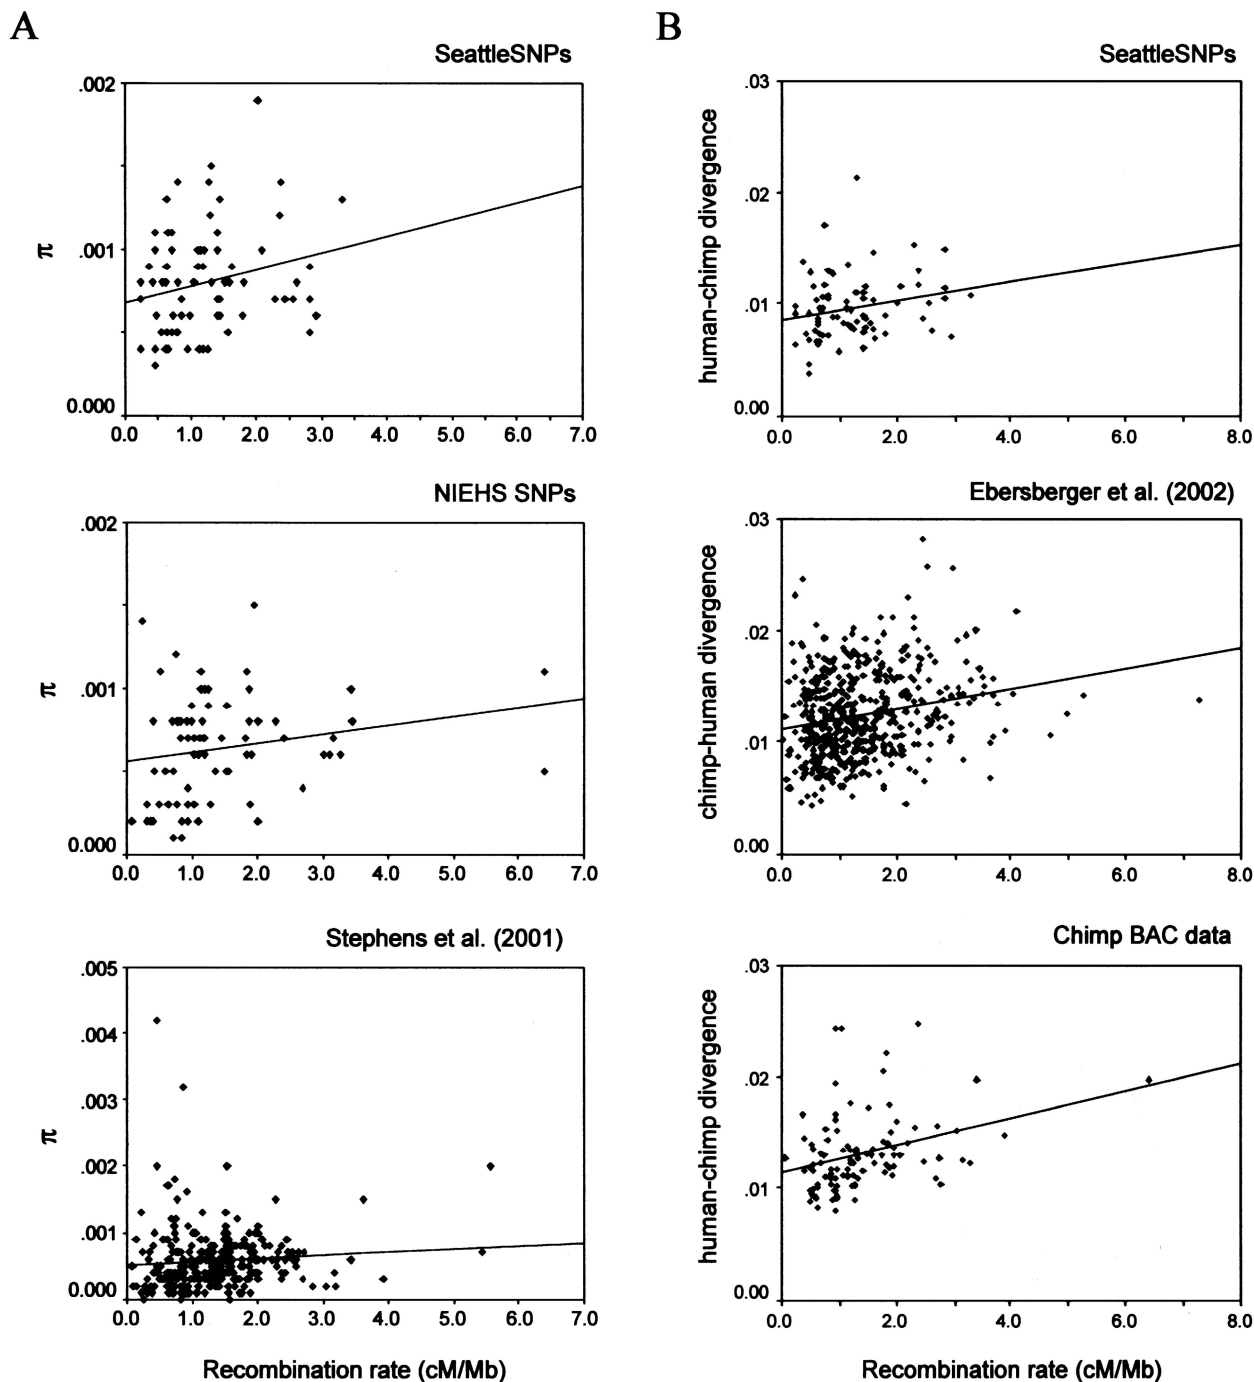 A
SeattleSNPs
.002
.001
0.000
π
0.0 1.0 2.0 3.0 4.0 5.0 6.0 7.0
NIEHS SNPs
.002
.001
0.000
π
0.0 1.0 2.0 3.0 4.0 5.0 6.0 7.0
Stephens et al. (2001)
.005
.004
.003
.002
.001
0.000
π
0.0 1.0 2.0 3.0 4.0 5.0 6.0 7.0
Recombination rate (cM/Mb)
B
SeattleSNPs
.03
.02
.01
0.00
human-chimp divergence
0.0 2.0 4.0 6.0 8.0
Ebersberger et al. (2002)
.03
.02
.01
0.00
chimp-human divergence
0.0 2.0 4.0 6.0 8.0
Chimp BAC data
.03
.02
.01
0.00
human-chimp divergence
0.0 2.0 4.0 6.0 8.0
Recombination rate (cM/Mb)